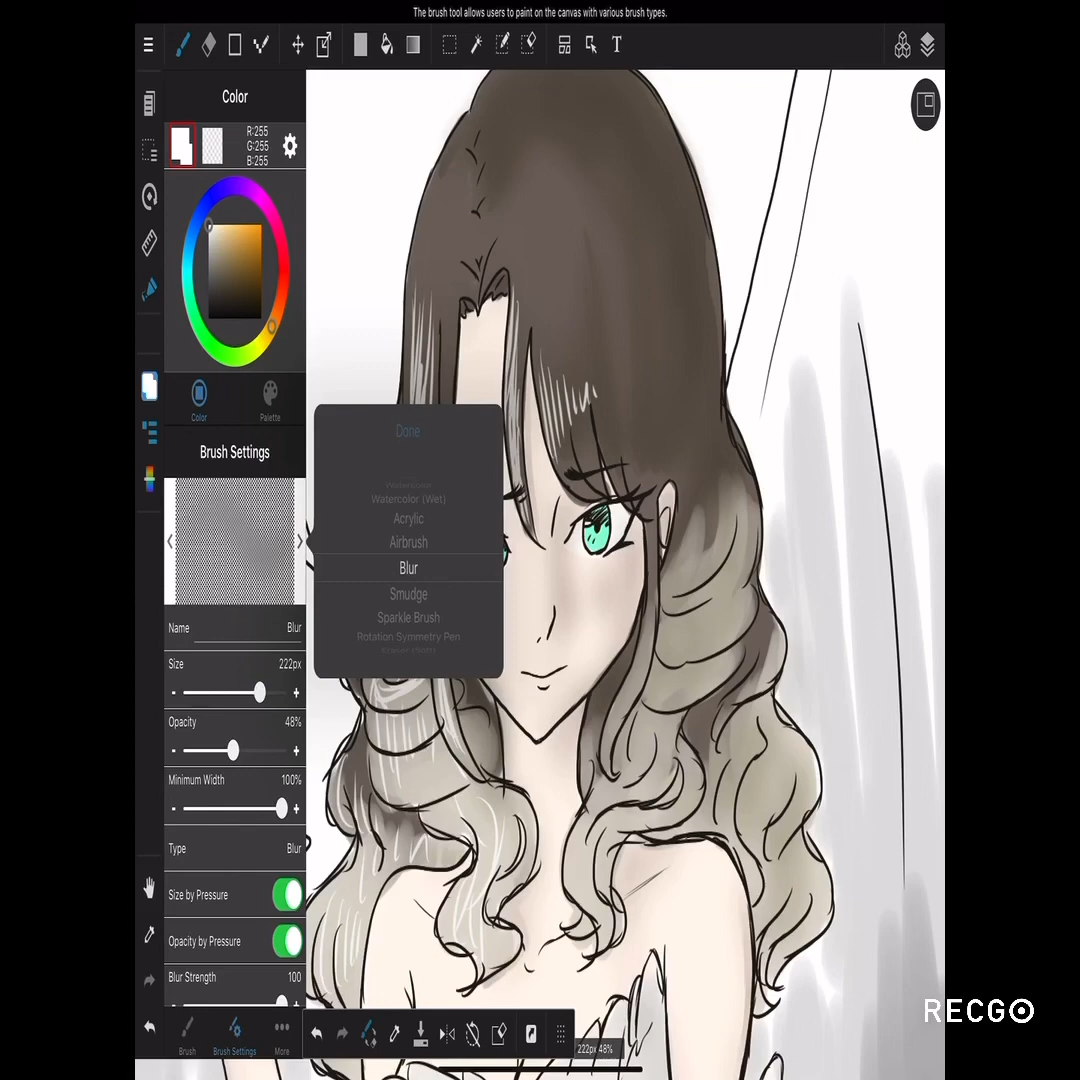 The brush tool allows users to paint on the canvas with various brush types.
T
Color
R:255
G:255
B:255
Color
Palette
Brush Settings
Done
Watercolor (Wet)
Acrylic
Airbrush
Blur
Smudge
Sparkle Brush
Rotation Symmetry Pen
Name
Blur
Size
222px
- +
Opacity
48%
- +
Minimum Width
100%
- +
Type
Blur
Size by Pressure
Opacity by Pressure
Blur Strength
100
Brush
Brush Settings
More
222px 48%
RECGO